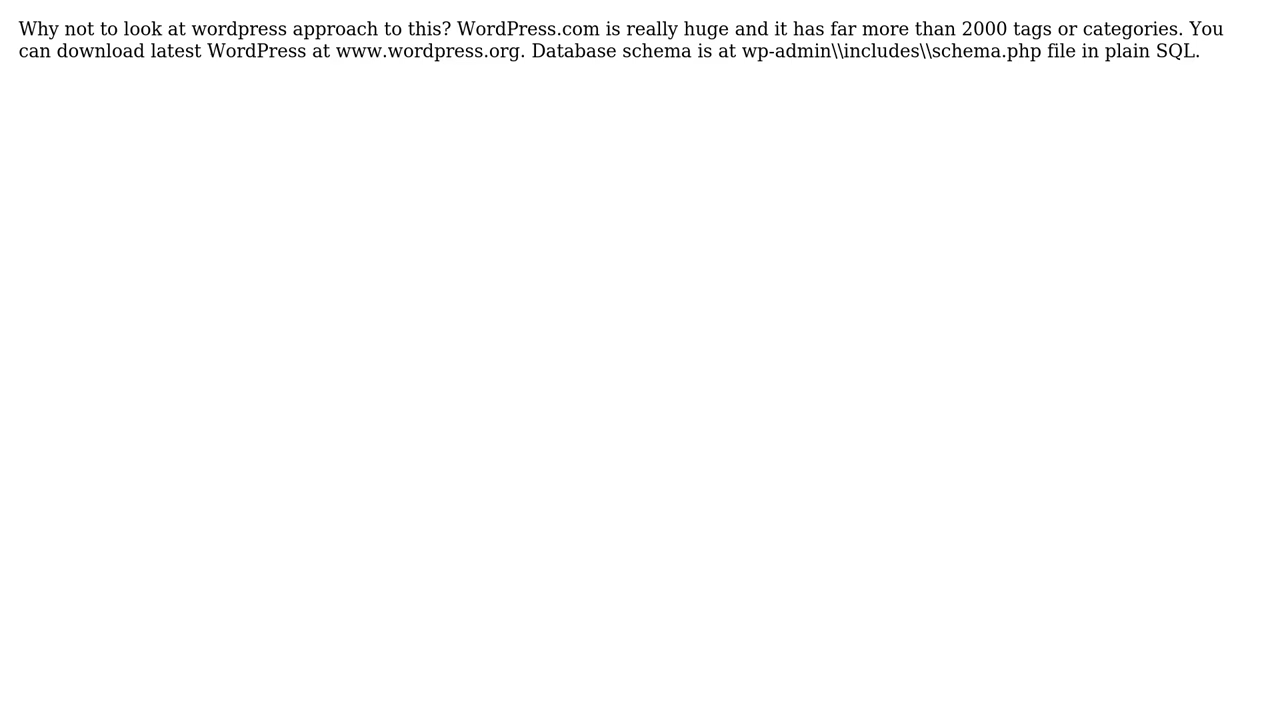 Why not to look at wordpress approach to this? WordPress.com is really huge and it has far more than 2000 tags or categories. You
can download latest WordPress at www.wordpress.org. Database schema is at wp-admin\\includes\\schema.php file in plain SQL.